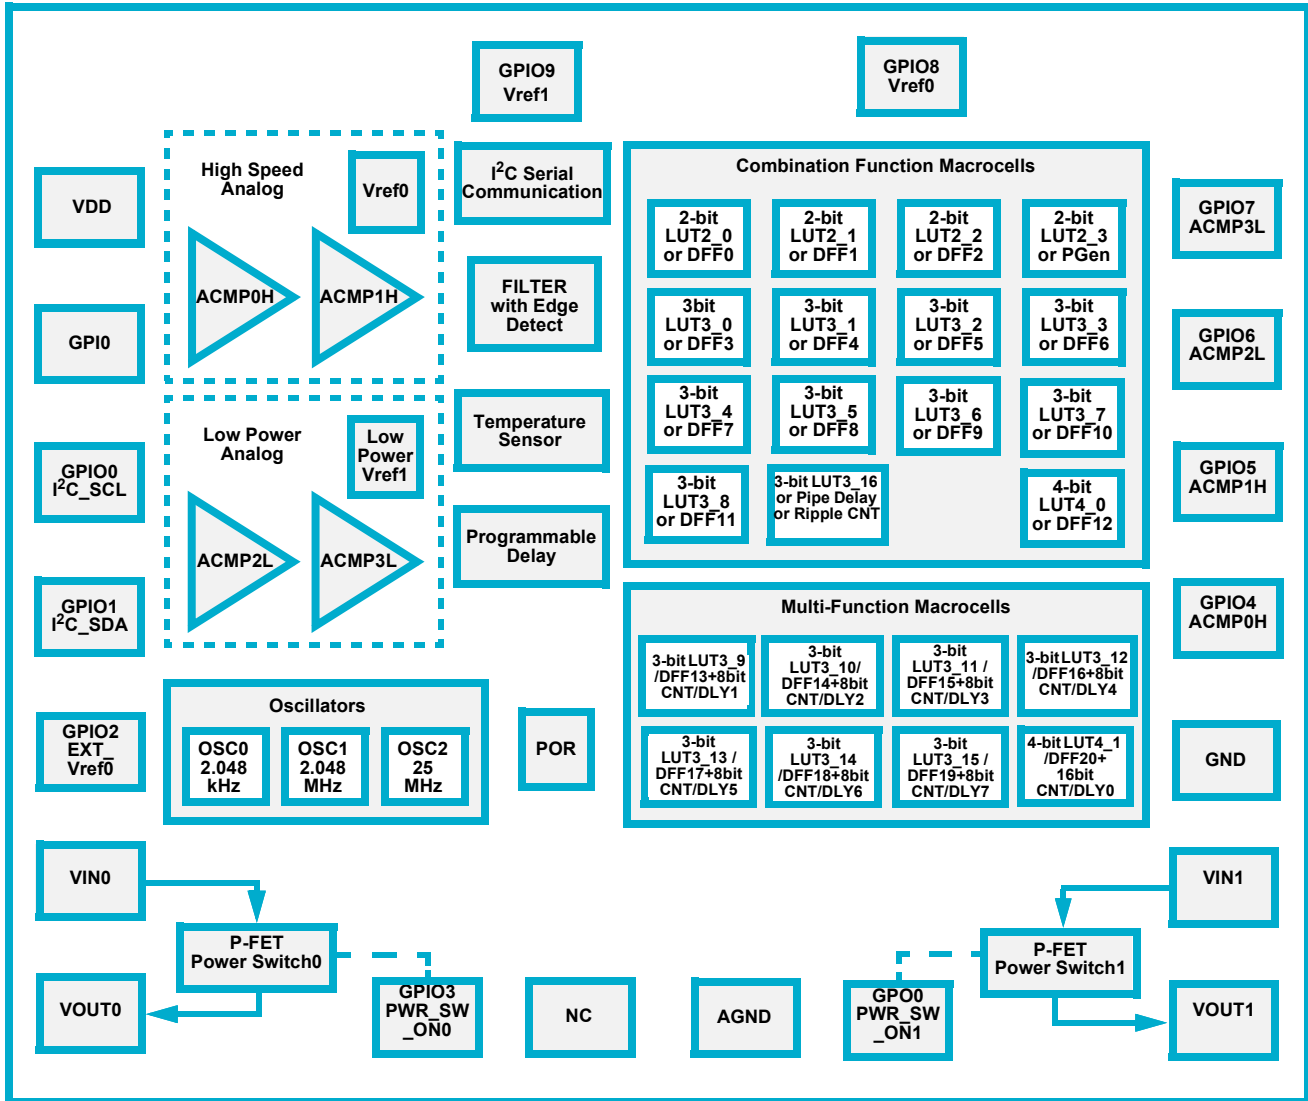 GPIO9
Vref1
GPIO8
Vref0
VDD
GPI0
GPIO0
I²C_SCL
GPIO1
I²C_SDA
GPIO2
EXT_
Vref0
High Speed
Analog
Vref0
ACMP0H
ACMP1H
Low Power
Analog
Low
Power
Vref1
ACMP2L
ACMP3L
I²C Serial
Communication
FILTER
with Edge
Detect
Temperature
Sensor
Programmable
Delay
Oscillators
OSC0
2.048
kHz
OSC1
2.048
MHz
OSC2
25
MHz
POR
Combination Function Macrocells
2-bit
LUT2_0
or DFF0
2-bit
LUT2_1
or DFF1
2-bit
LUT2_2
or DFF2
2-bit
LUT2_3
or PGen
3bit
LUT3_0
or DFF3
3-bit
LUT3_1
or DFF4
3-bit
LUT3_2
or DFF5
3-bit
LUT3_3
or DFF6
3-bit
LUT3_4
or DFF7
3-bit
LUT3_5
or DFF8
3-bit
LUT3_6
or DFF9
3-bit
LUT3_7
or DFF10
3-bit
LUT3_8
or DFF11
3-bit LUT3_16
or Pipe Delay
or Ripple CNT
4-bit
LUT4_0
or DFF12
Multi-Function Macrocells
3-bit LUT3_9
/DFF13+8bit
CNT/DLY1
3-bit
LUT3_10/
DFF14+8bit
CNT/DLY2
3-bit
LUT3_11 /
DFF15+8bit
CNT/DLY3
3-bit LUT3_12
/DFF16+8bit
CNT/DLY4
3-bit
LUT3_13 /
DFF17+8bit
CNT/DLY5
3-bit
LUT3_14
/DFF18+8bit
CNT/DLY6
3-bit
LUT3_15 /
DFF19+8bit
CNT/DLY7
4-bit LUT4_1
/DFF20+
16bit
CNT/DLY0
GPIO7
ACMP3L
GPIO6
ACMP2L
GPIO5
ACMP1H
GPIO4
ACMP0H
GND
VIN0
P-FET
Power Switch0
VOUT0
GPIO3
PWR_SW
_ON0
NC
AGND
GPO0
PWR_SW
_ON1
P-FET
Power Switch1
VIN1
VOUT1